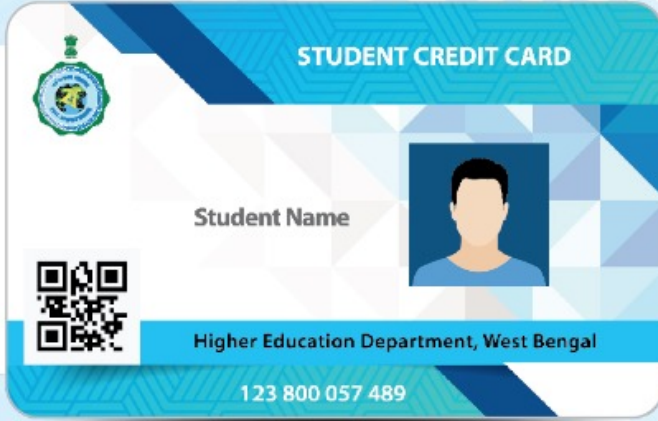 STUDENT CREDIT CARD
Student Name
Higher Education Department, West Bengal
123 800 057 489